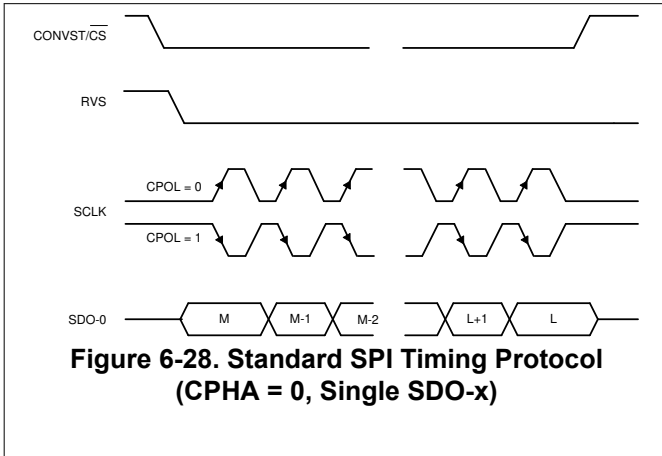 CONVST/CS
RVS
CPOL = 0
SCLK
CPOL = 1
SDO-0 M M-1 M-2 L+1 L
Figure 6-28. Standard SPI Timing Protocol
(CPHA = 0, Single SDO-x)